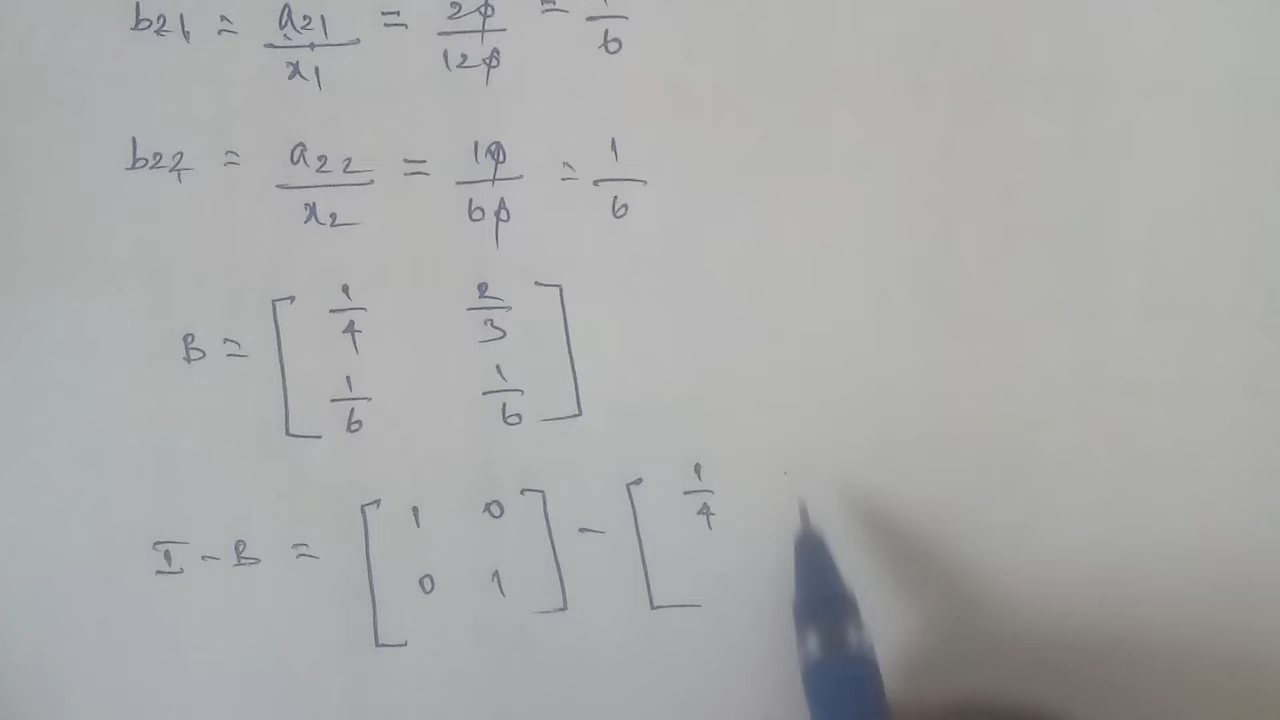 b21 = a21/x1 = 20/120 = 1/6
b22 = a22/x2 = 10/60 = 1/6
B = [ 1/4 2/3
1/6 1/6 ]
I - B = [ 1 0
0 1 ] - [ 1/4